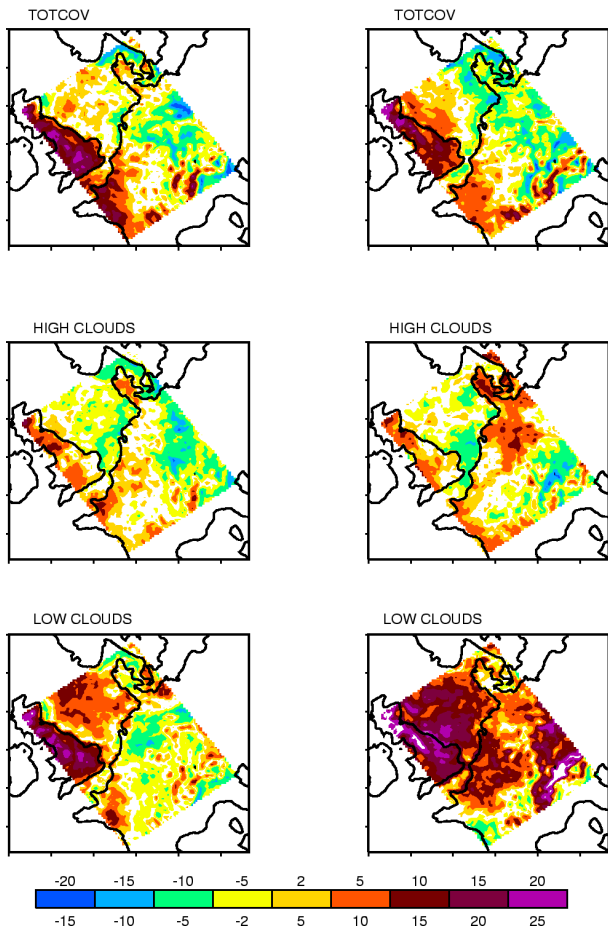 TOTCOV TOTCOV
HIGH CLOUDS HIGH CLOUDS
LOW CLOUDS LOW CLOUDS
-20 -15 -10 -5 2 5 10 15 20
-15 -10 -5 -2 5 10 15 20 25